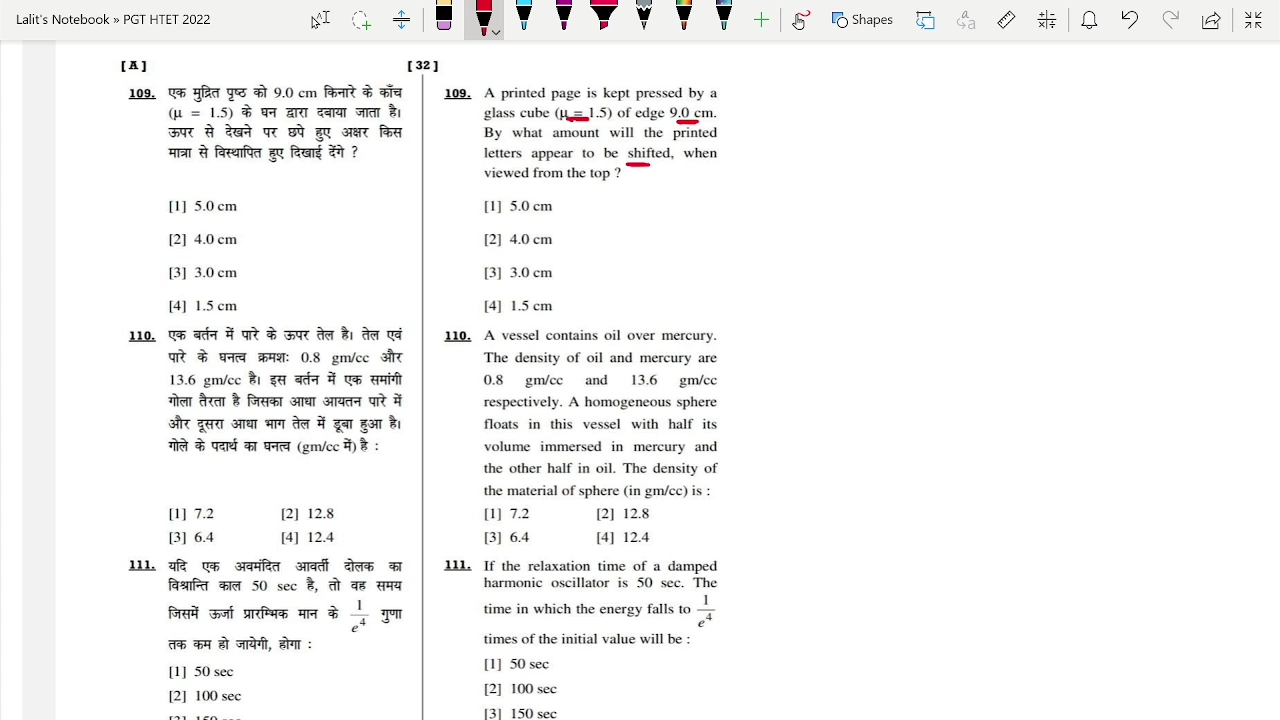 Lalit's Notebook » PGT HTET 2022
Shapes
[ A ]
[ 32 ]
109. एक मुद्रित पृष्ठ को 9.0 cm किनारे के काँच
(μ = 1.5) के घन द्वारा दबाया जाता है।
ऊपर से देखने पर छपे हुए अक्षर किस
मात्रा से विस्थापित हुए दिखाई देंगे ?
[1] 5.0 cm
[2] 4.0 cm
[3] 3.0 cm
[4] 1.5 cm
110. एक बर्तन में पारे के ऊपर तेल है। तेल एवं
पारे के घनत्व क्रमशः 0.8 gm/cc और
13.6 gm/cc है। इस बर्तन में एक समांगी
गोला तैरता है जिसका आधा आयतन पारे में
और दूसरा आधा भाग तेल में डूबा हुआ है।
गोले के पदार्थ का घनत्व (gm/cc में) है :
[1] 7.2 [2] 12.8
[3] 6.4 [4] 12.4
111. यदि एक अवमंदित आवर्ती दोलक का
विश्रान्ति काल 50 sec है, तो वह समय
जिसमें ऊर्जा प्रारम्भिक मान के 1/e⁴ गुणा
तक कम हो जायेगी, होगा :
[1] 50 sec
[2] 100 sec
[3] 150 sec
109. A printed page is kept pressed by a
glass cube (μ = 1.5) of edge 9.0 cm.
By what amount will the printed
letters appear to be shifted, when
viewed from the top ?
[1] 5.0 cm
[2] 4.0 cm
[3] 3.0 cm
[4] 1.5 cm
110. A vessel contains oil over mercury.
The density of oil and mercury are
0.8 gm/cc and 13.6 gm/cc
respectively. A homogeneous sphere
floats in this vessel with half its
volume immersed in mercury and
the other half in oil. The density of
the material of sphere (in gm/cc) is :
[1] 7.2 [2] 12.8
[3] 6.4 [4] 12.4
111. If the relaxation time of a damped
harmonic oscillator is 50 sec. The
time in which the energy falls to 1/e⁴
times of the initial value will be :
[1] 50 sec
[2] 100 sec
[3] 150 sec